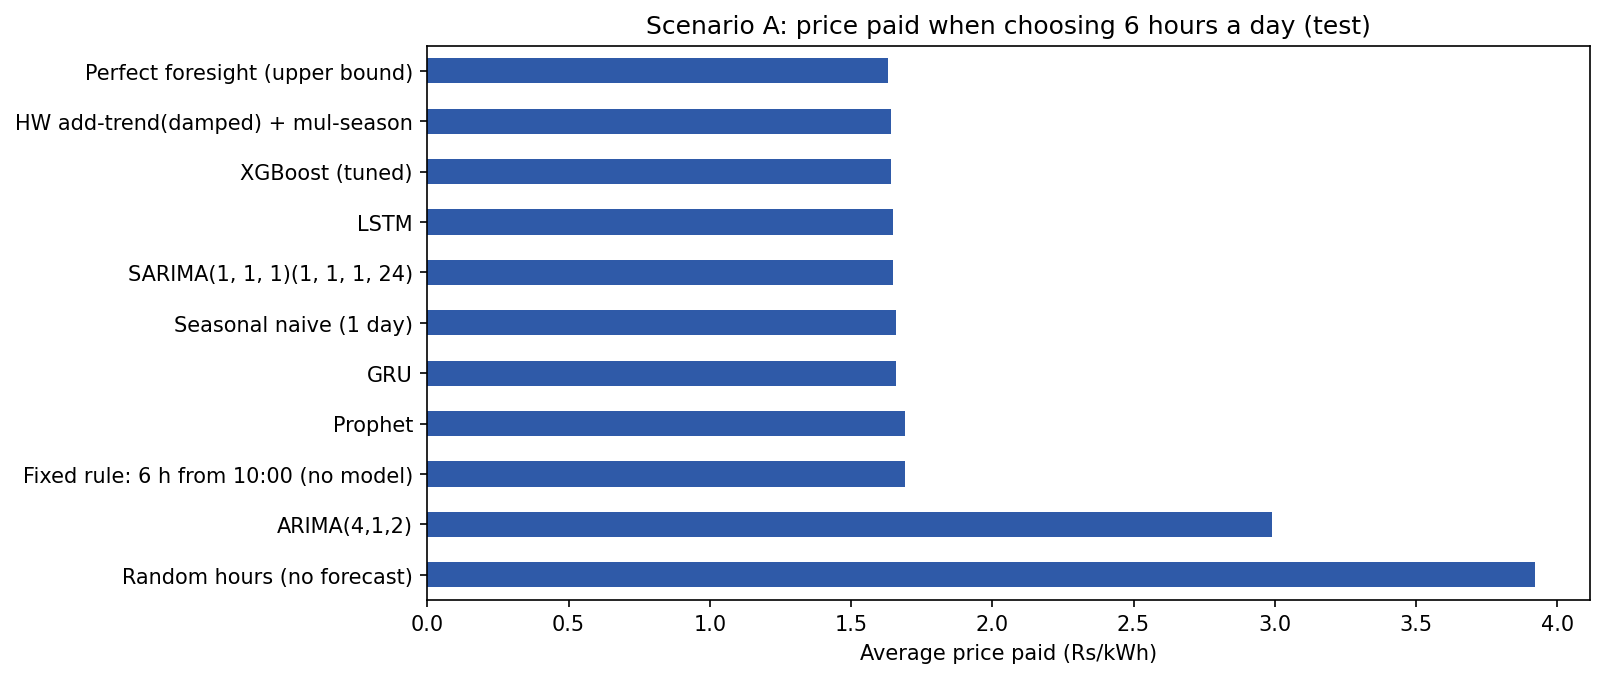 Scenario A: price paid when choosing 6 hours a day (test)
Perfect foresight (upper bound)
HW add-trend(damped) + mul-season
XGBoost (tuned)
LSTM
SARIMA(1, 1, 1)(1, 1, 1, 24)
Seasonal naive (1 day)
GRU
Prophet
Fixed rule: 6 h from 10:00 (no model)
ARIMA(4,1,2)
Random hours (no forecast)
0.0 0.5 1.0 1.5 2.0 2.5 3.0 3.5 4.0
Average price paid (Rs/kWh)